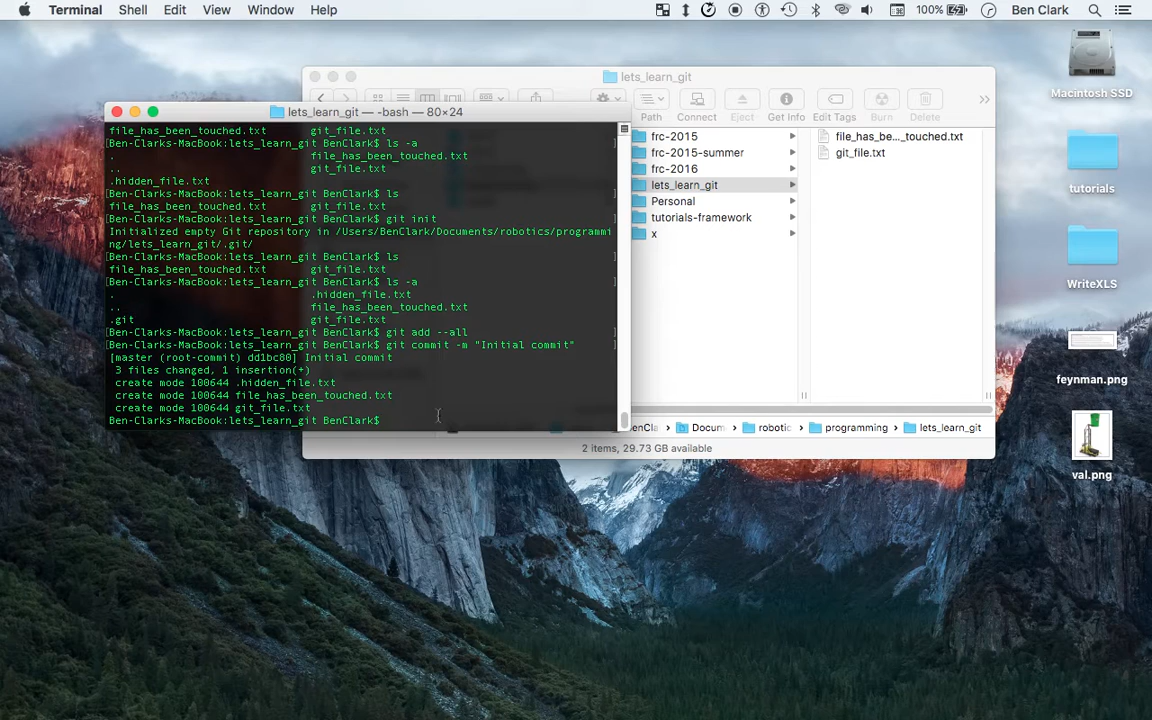 Terminal Shell Edit View Window Help 100% Ben Clark
lets_learn_git
Path Connect Eject Get Info Edit Tags Burn Delete
lets_learn_git — -bash — 80×24
file_has_been_touched.txt git_file.txt
[Ben-Clarks-MacBook:lets_learn_git BenClark$ ls -a ]
. file_has_been_touched.txt
.. git_file.txt
.hidden_file.txt
[Ben-Clarks-MacBook:lets_learn_git BenClark$ ls ]
file_has_been_touched.txt git_file.txt
[Ben-Clarks-MacBook:lets_learn_git BenClark$ git init ]
Initialized empty Git repository in /Users/BenClark/Documents/robotics/programmi
ng/lets_learn_git/.git/
[Ben-Clarks-MacBook:lets_learn_git BenClark$ ls ]
file_has_been_touched.txt git_file.txt
[Ben-Clarks-MacBook:lets_learn_git BenClark$ ls -a ]
. .hidden_file.txt
.. file_has_been_touched.txt
.git git_file.txt
[Ben-Clarks-MacBook:lets_learn_git BenClark$ git add --all ]
[Ben-Clarks-MacBook:lets_learn_git BenClark$ git commit -m "Initial commit" ]
[master (root-commit) dd1bc80] Initial commit
3 files changed, 1 insertion(+)
create mode 100644 .hidden_file.txt
create mode 100644 file_has_been_touched.txt
create mode 100644 git_file.txt
Ben-Clarks-MacBook:lets_learn_git BenClark$
frc-2015
frc-2015-summer
frc-2016
lets_learn_git
Personal
tutorials-framework
x
file_has_be..._touched.txt
git_file.txt
Docum robotic programming lets_learn_git
2 items, 29.73 GB available
Macintosh SSD
tutorials
WriteXLS
feynman.png
val.png